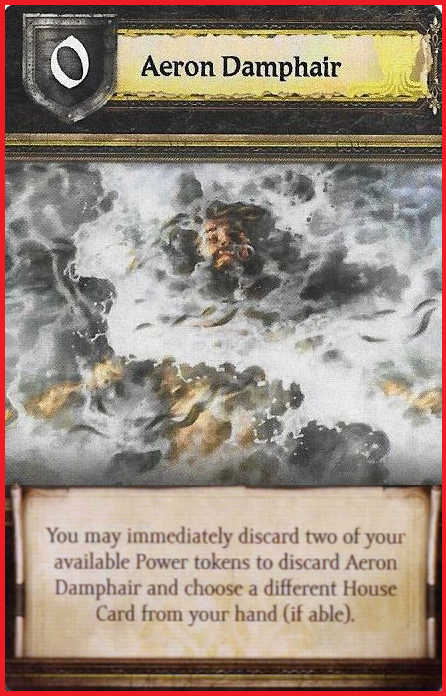 0
Aeron Damphair
You may immediately discard two of your
available Power tokens to discard Aeron
Damphair and choose a different House
Card from your hand (if able).